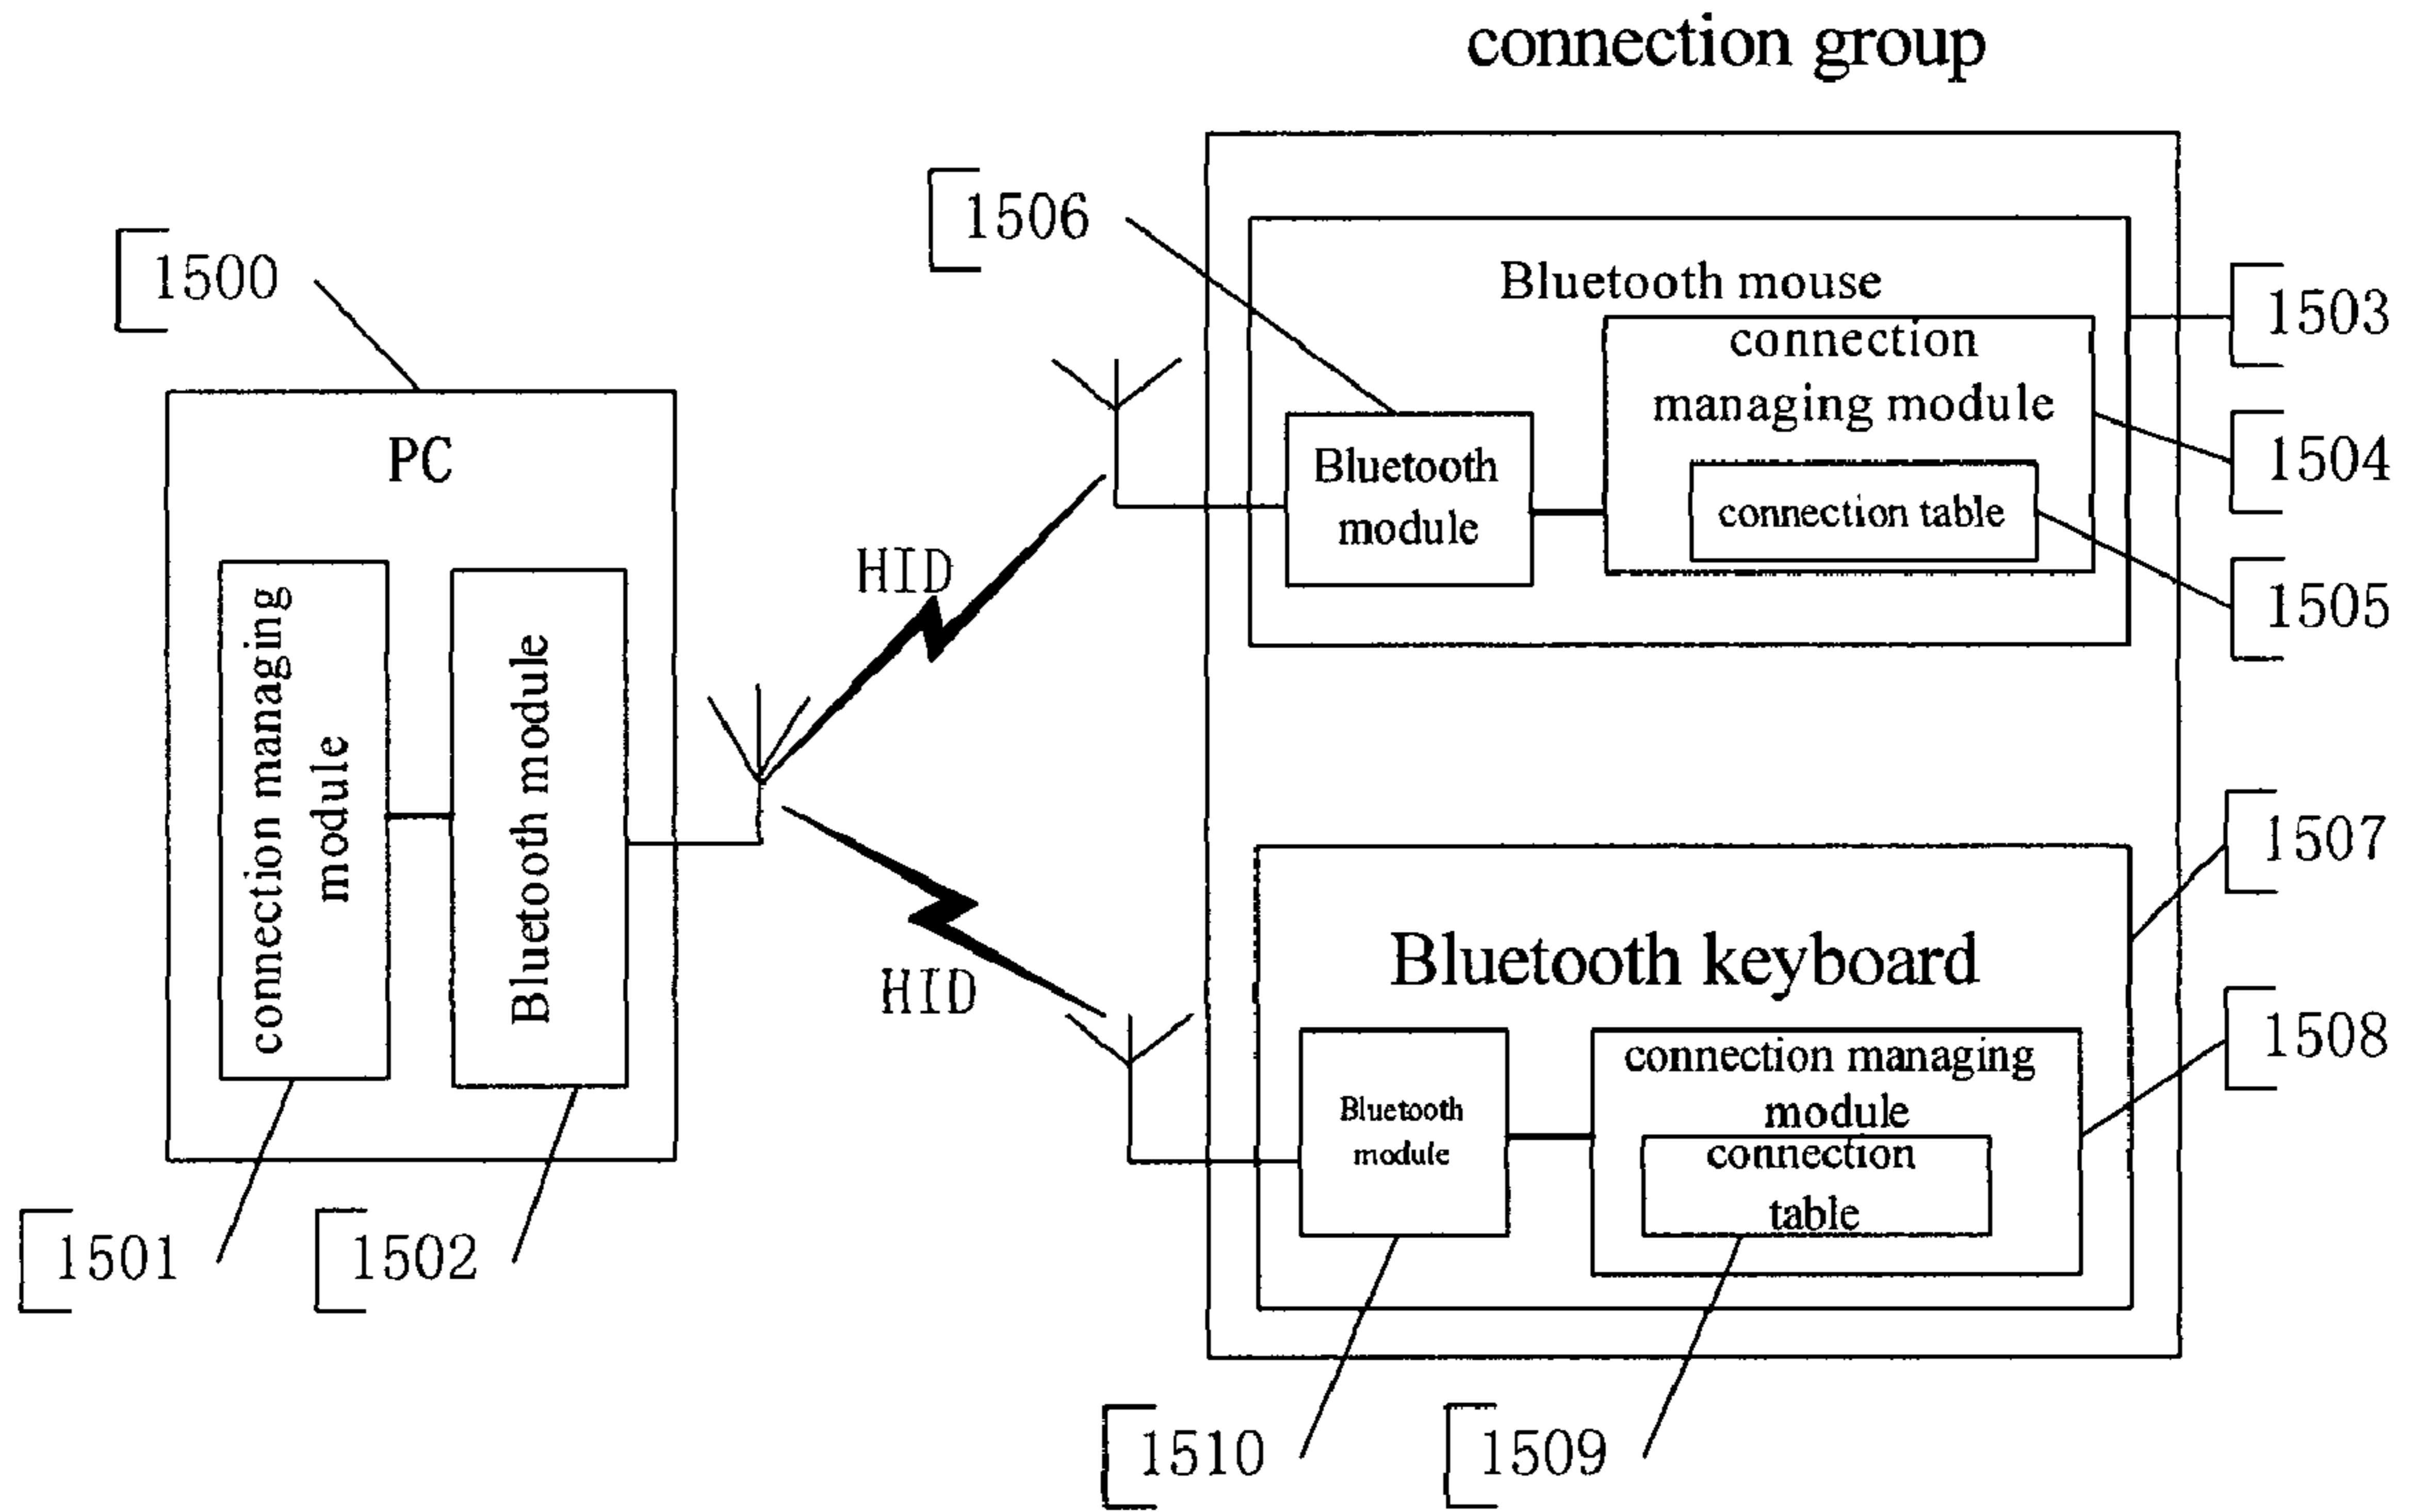 connection group
1506
1500
Bluetooth mouse
1503
connection
managing module
1504
PC
Bluetooth
module
connection table
1505
HID
connection managing
module
Bluetooth module
1507
Bluetooth keyboard
HID
1508
connection managing
module
Bluetooth
module
connection
table
1501
1502
1510
1509